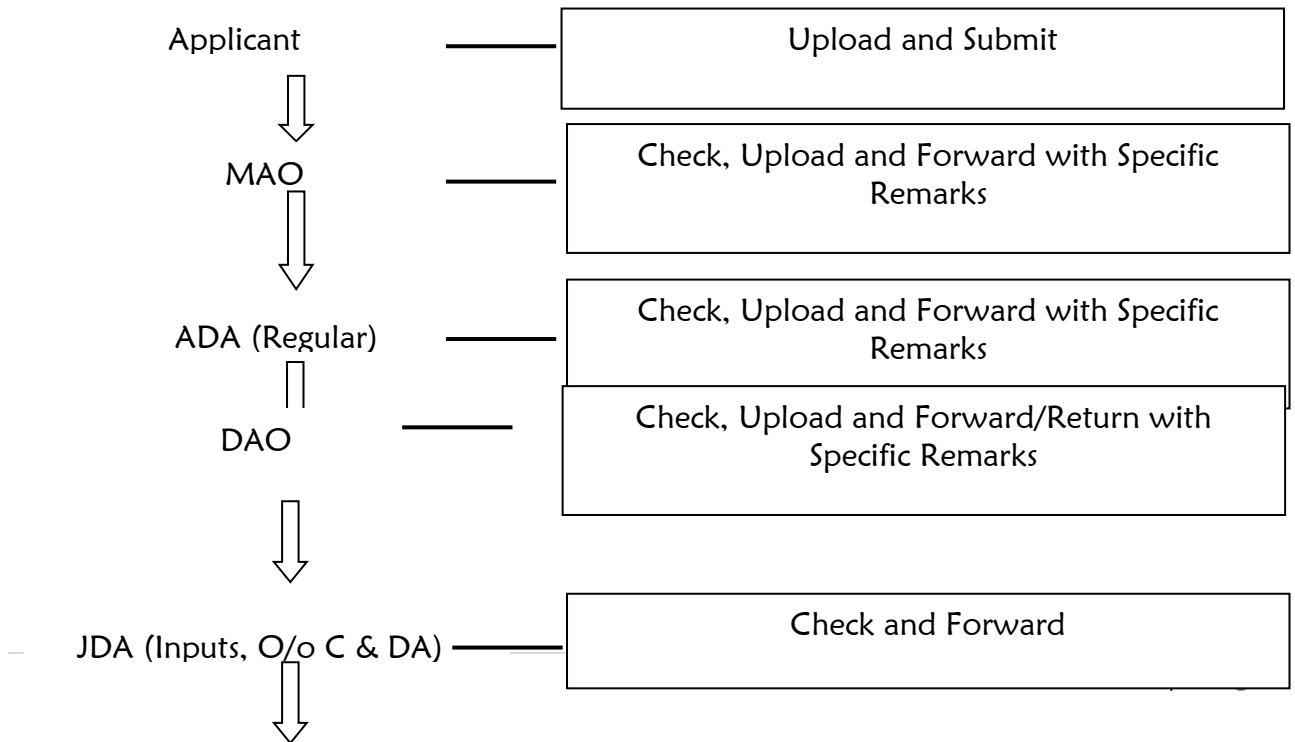 Applicant
Upload and Submit
MAO
Check, Upload and Forward with Specific
Remarks
ADA (Regular)
Check, Upload and Forward with Specific
Remarks
DAO
Check, Upload and Forward/Return with
Specific Remarks
JDA (Inputs, O/o C & DA)
Check and Forward